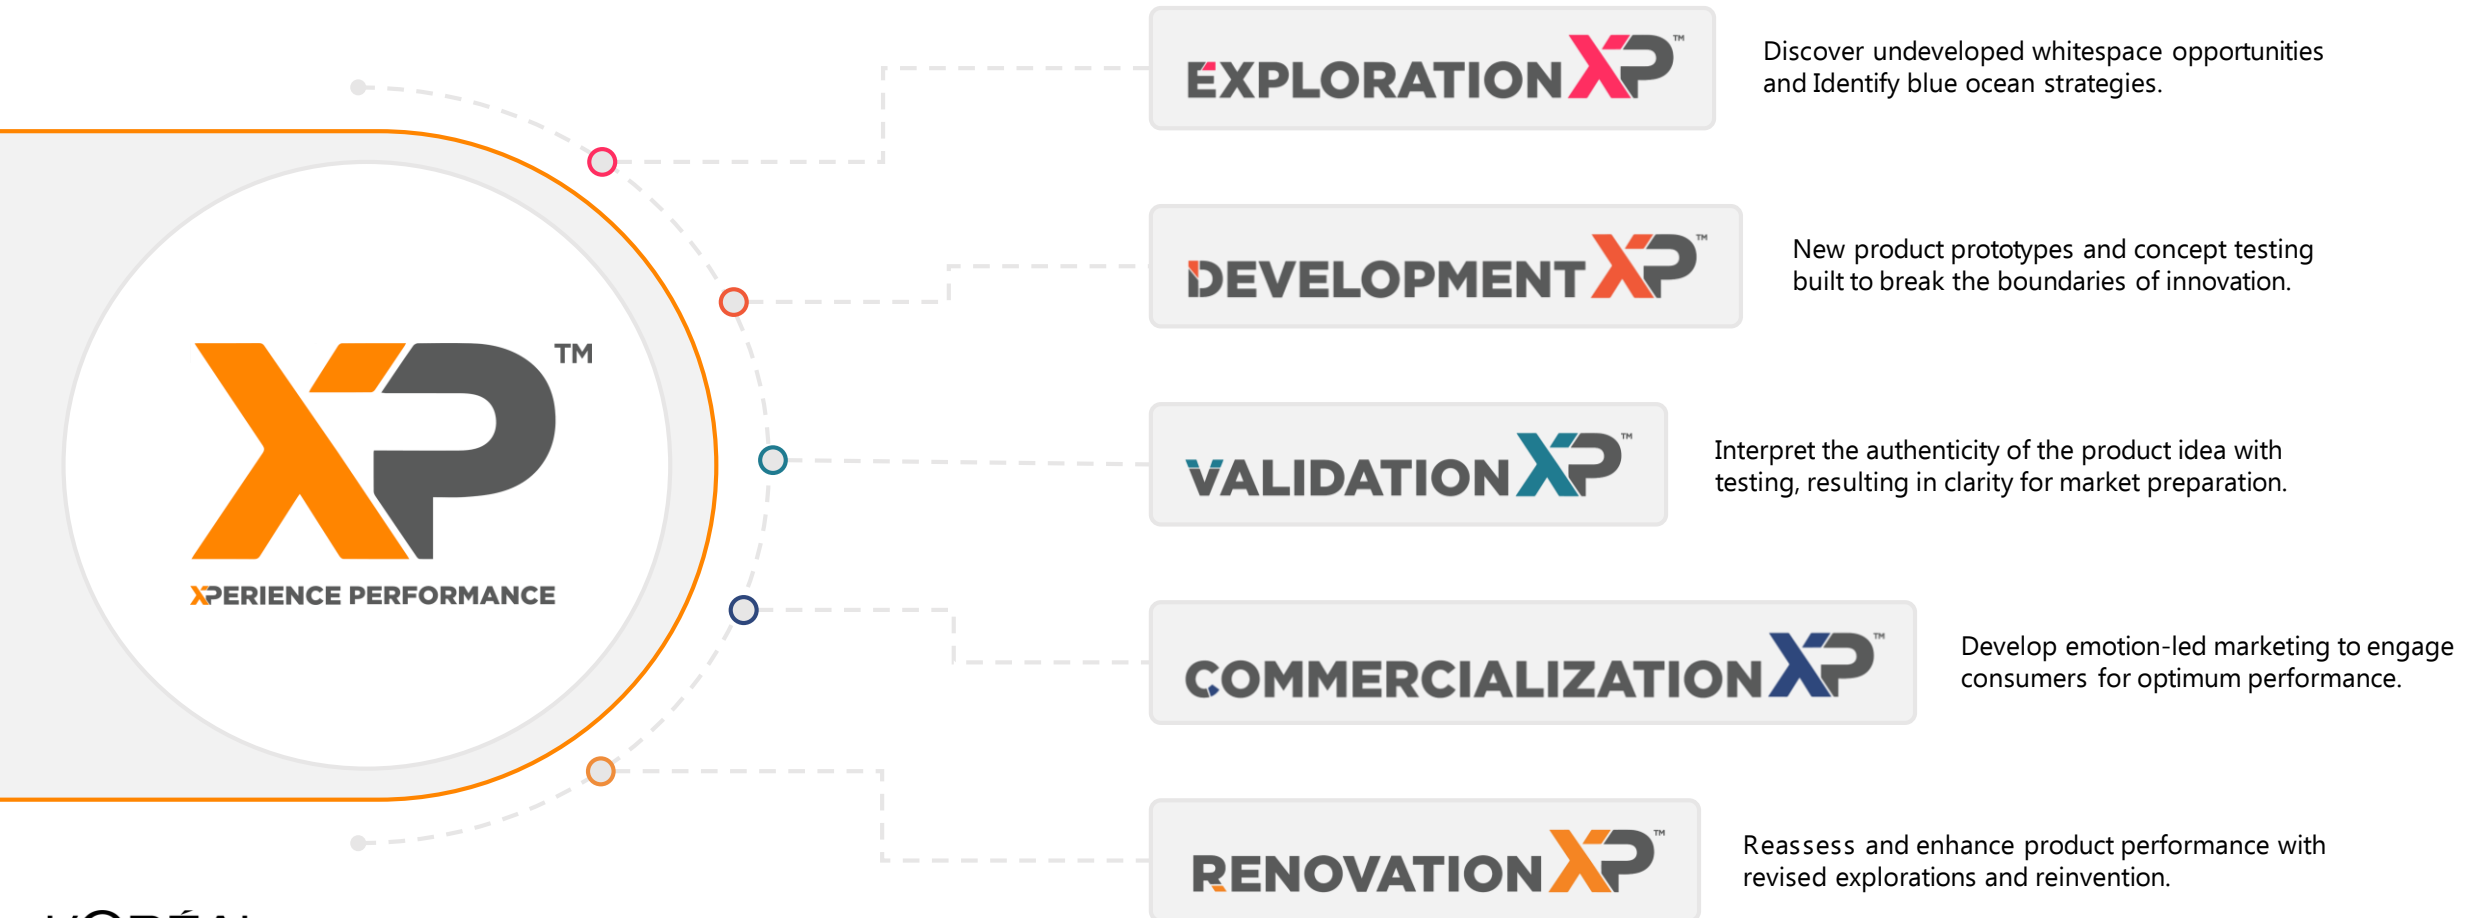 EXPLORATION XP™
Discover undeveloped whitespace opportunities
and Identify blue ocean strategies.
DEVELOPMENT XP™
New product prototypes and concept testing
built to break the boundaries of innovation.
XP™
XPERIENCE PERFORMANCE
VALIDATION XP™
Interpret the authenticity of the product idea with
testing, resulting in clarity for market preparation.
COMMERCIALIZATION XP™
Develop emotion-led marketing to engage
consumers for optimum performance.
RENOVATION XP™
Reassess and enhance product performance with
revised explorations and reinvention.